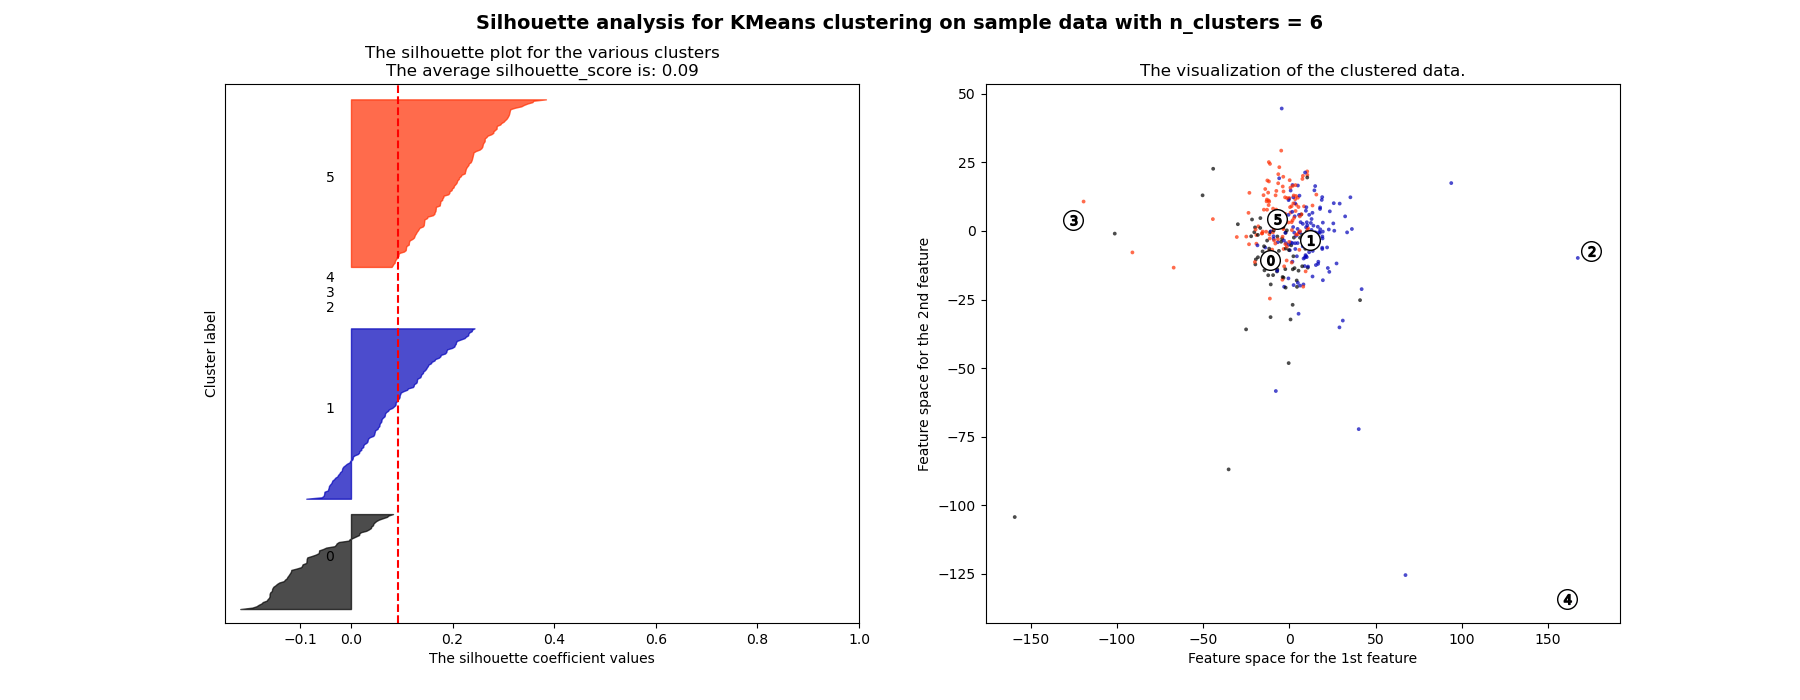 Silhouette analysis for KMeans clustering on sample data with n_clusters = 6
The silhouette plot for the various clusters
The average silhouette_score is: 0.09
5
4
3
2
1
0
Cluster label
−0.1 0.0 0.2 0.4 0.6 0.8 1.0
The silhouette coefficient values
The visualization of the clustered data.
50
25
0
−25
−50
−75
−100
−125
Feature space for the 2nd feature
3
5
1
2
0
4
−150 −100 −50 0 50 100 150
Feature space for the 1st feature